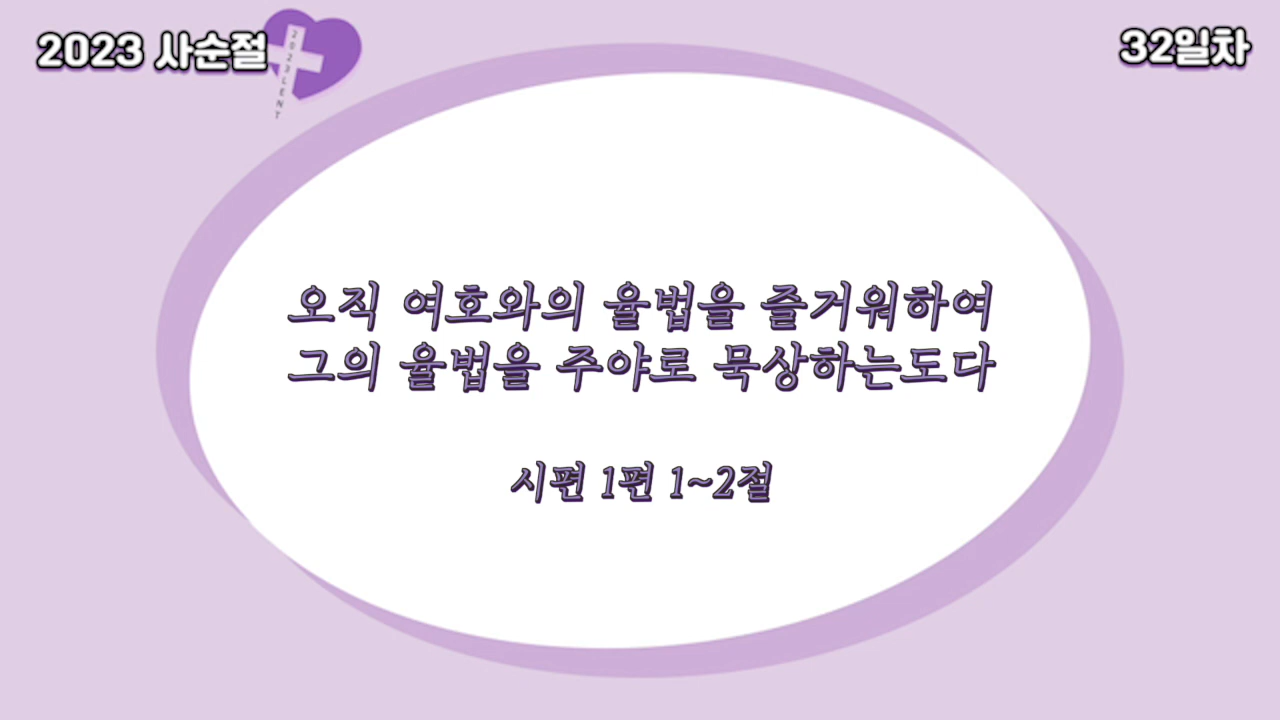 2023 사순절
2023LENT
32일차
오직 여호와의 율법을 즐거워하여
그의 율법을 주야로 묵상하는도다
시편 1편 1~2절